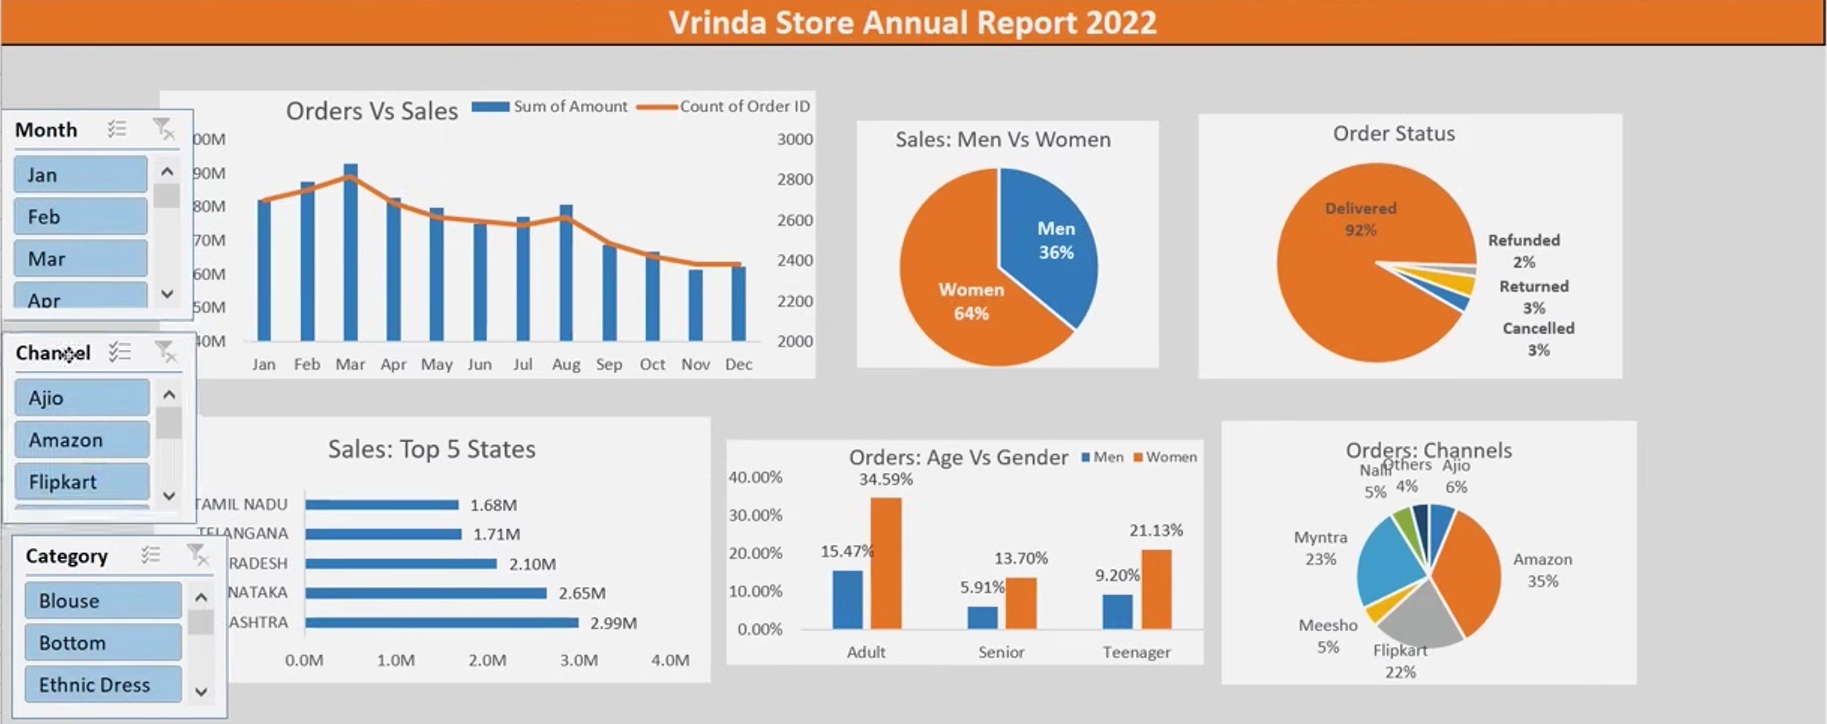 Vrinda Store Annual Report 2022
Month
Jan
Feb
Mar
Apr
Channel
Ajio
Amazon
Flipkart
Category
Blouse
Bottom
Ethnic Dress
Orders Vs Sales
Sum of Amount
Count of Order ID
00M
90M
80M
70M
60M
50M
40M
3000
2800
2600
2400
2200
2000
Jan Feb Mar Apr May Jun Jul Aug Sep Oct Nov Dec
Sales: Men Vs Women
Men
36%
Women
64%
Order Status
Delivered
92%
Refunded
2%
Returned
3%
Cancelled
3%
Sales: Top 5 States
TAMIL NADU 1.68M
TELANGANA 1.71M
RADESH 2.10M
NATAKA 2.65M
ASHTRA 2.99M
0.0M 1.0M 2.0M 3.0M 4.0M
Orders: Age Vs Gender
Men Women
40.00%
30.00%
20.00%
10.00%
0.00%
15.47%
34.59%
5.91%
13.70%
9.20%
21.13%
Adult Senior Teenager
Orders: Channels
Nalli
5%
Others
4%
Ajio
6%
Myntra
23%
Amazon
35%
Meesho
5%
Flipkart
22%